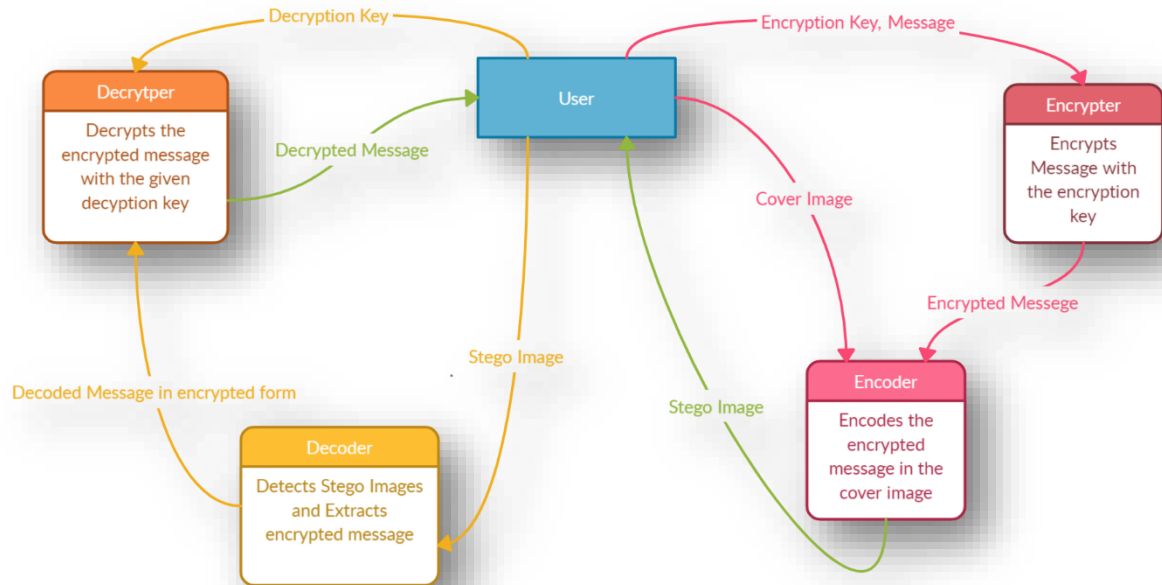 Decryption Key
Encryption Key, Message
Decrytper
Decrypts the
encrypted message
with the given
decyption key
User
Encrypter
Encrypts
Message with
the encryption
key
Decrypted Message
Cover Image
Encrypted Messege
Stego Image
Decoded Message in encrypted form
Stego Image
Encoder
Encodes the
encrypted
message in the
cover image
Decoder
Detects Stego Images
and Extracts
encrypted message